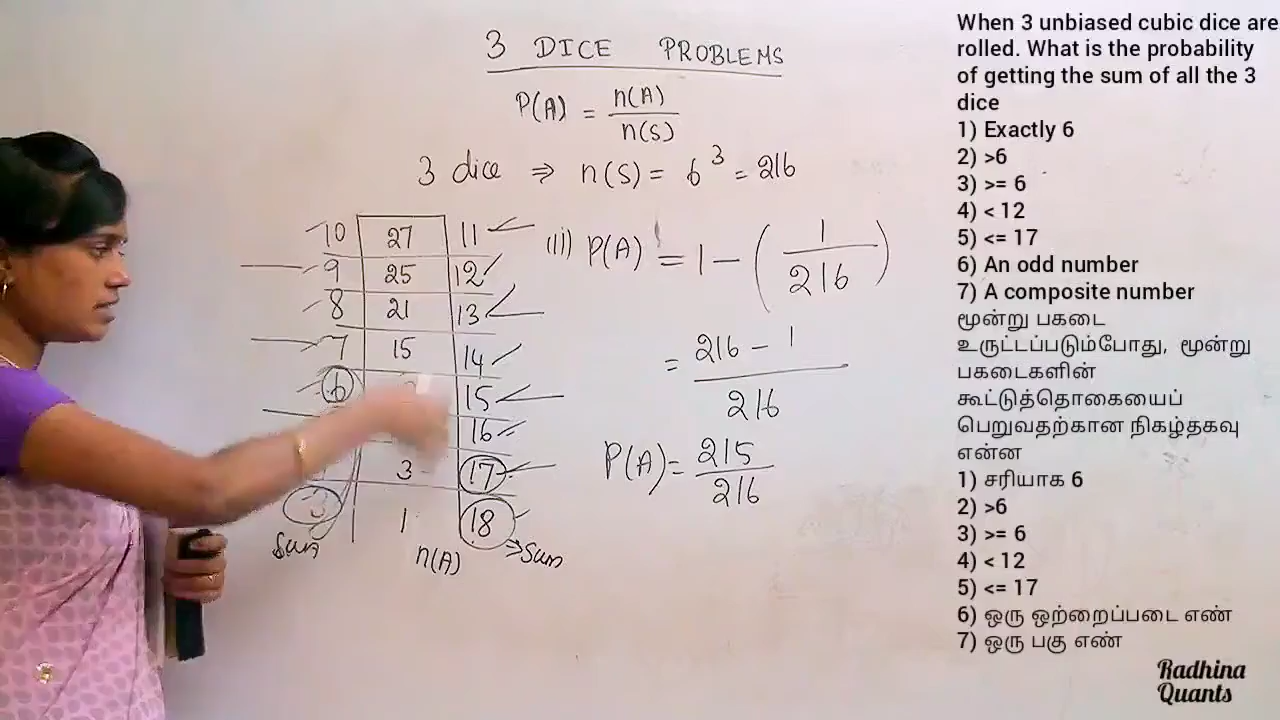 3 DICE PROBLEMS
P(A) = n(A)
n(S)
3 dice ⇒ n(S) = 6³ = 216
10 27 11
9 25 12
8 21 13
7 15 14
6 15
16
3 17
1 18
Sum n(A) ⇒ Sum
(ii) P(A) = 1 - ( 1 / 216 )
= 216 - 1
216
P(A) = 215
216
When 3 unbiased cubic dice are
rolled. What is the probability
of getting the sum of all the 3
dice
1) Exactly 6
2) >6
3) >= 6
4) < 12
5) <= 17
6) An odd number
7) A composite number
மூன்று பகடை
உருட்டப்படும்போது, மூன்று
பகடைகளின்
கூட்டுத்தொகையைப்
பெறுவதற்கான நிகழ்தகவு
என்ன
1) சரியாக 6
2) >6
3) >= 6
4) < 12
5) <= 17
6) ஒரு ஒற்றைப்படை எண்
7) ஒரு பகு எண்
Radhina
Quants